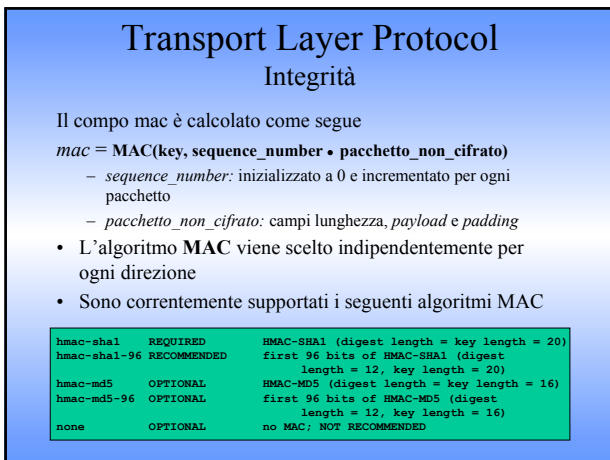 Transport Layer Protocol
Integrità
Il compo mac è calcolato come segue
mac = MAC(key, sequence_number • pacchetto_non_cifrato)
– sequence_number: inizializzato a 0 e incrementato per ogni
pacchetto
– pacchetto_non_cifrato: campi lunghezza, payload e padding
• L'algoritmo MAC viene scelto indipendentemente per
ogni direzione
• Sono correntemente supportati i seguenti algoritmi MAC
hmac-sha1 REQUIRED HMAC-SHA1 (digest length = key length = 20)
hmac-sha1-96 RECOMMENDED first 96 bits of HMAC-SHA1 (digest
length = 12, key length = 20)
hmac-md5 OPTIONAL HMAC-MD5 (digest length = key length = 16)
hmac-md5-96 OPTIONAL first 96 bits of HMAC-MD5 (digest
length = 12, key length = 16)
none OPTIONAL no MAC; NOT RECOMMENDED